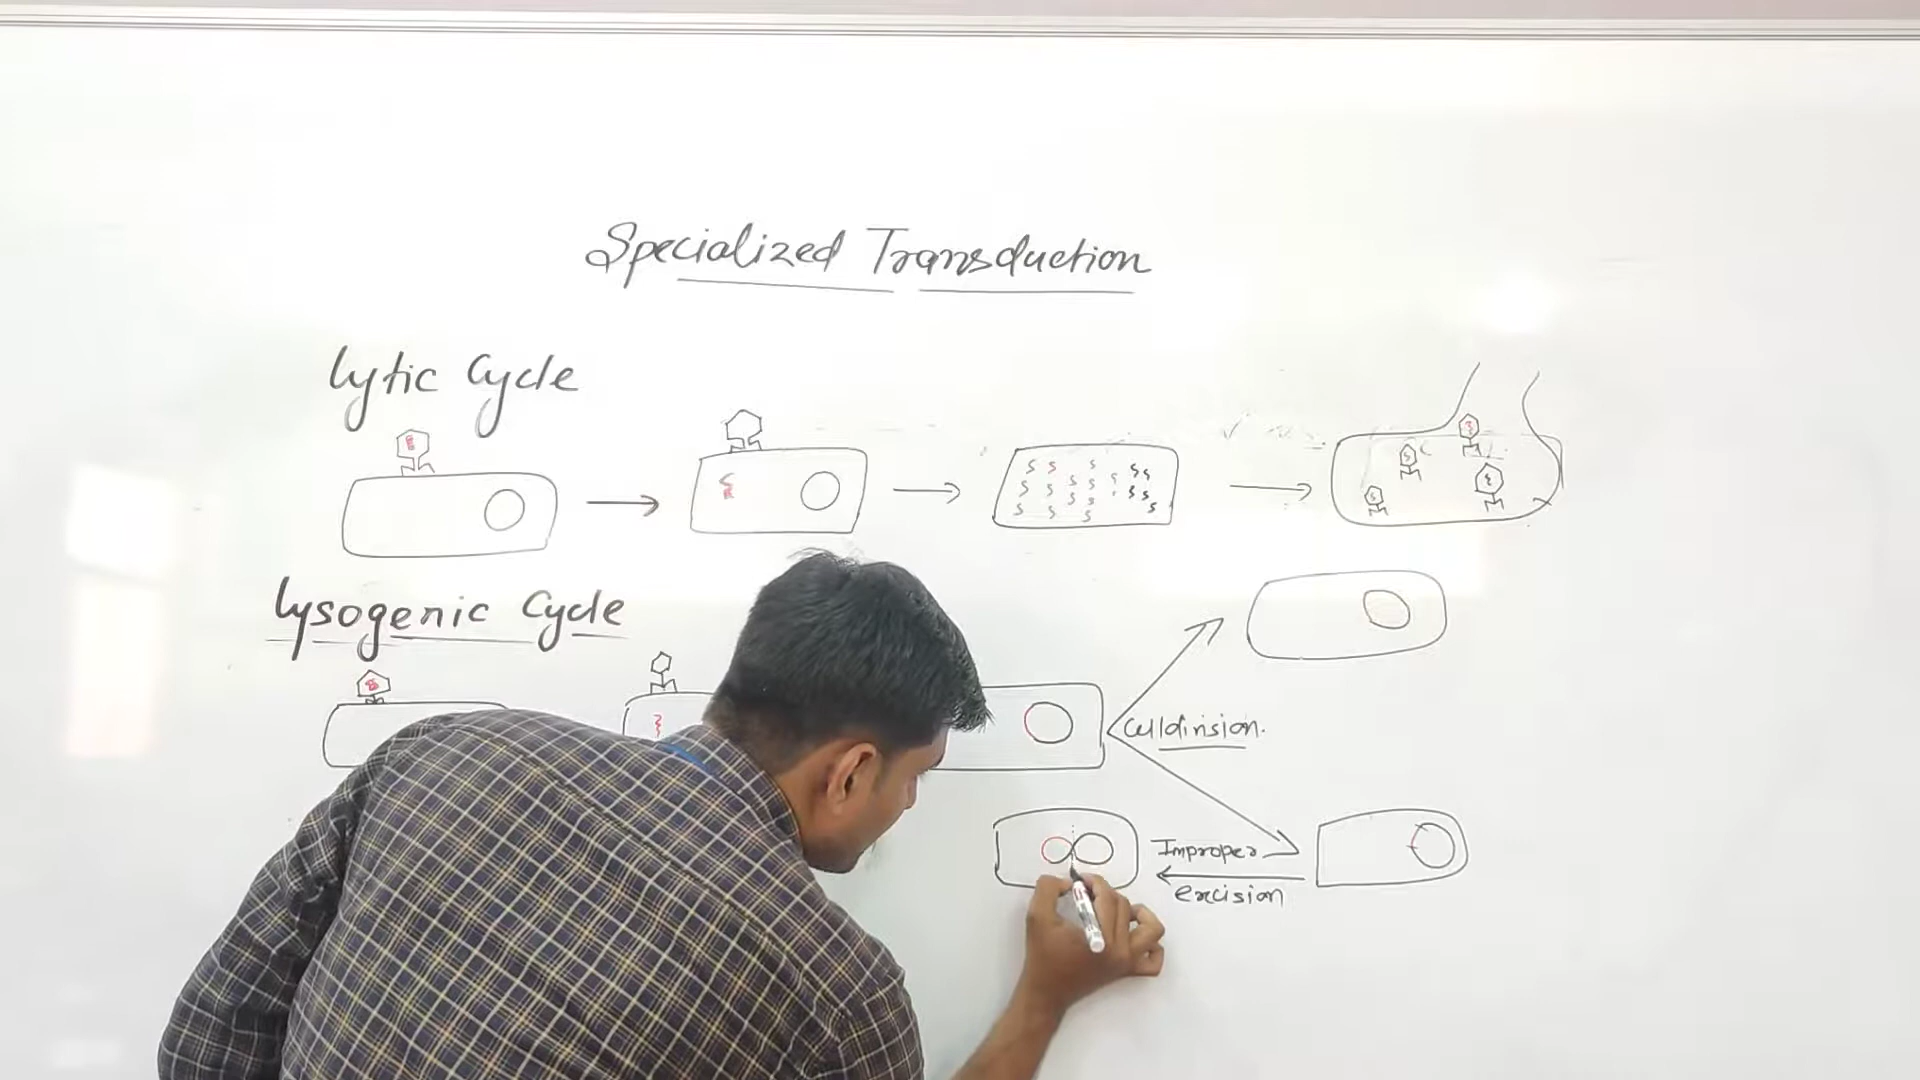 Specialized Transduction
Lytic Cycle
Lysogenic Cycle
Celldivision.
Improper
excision